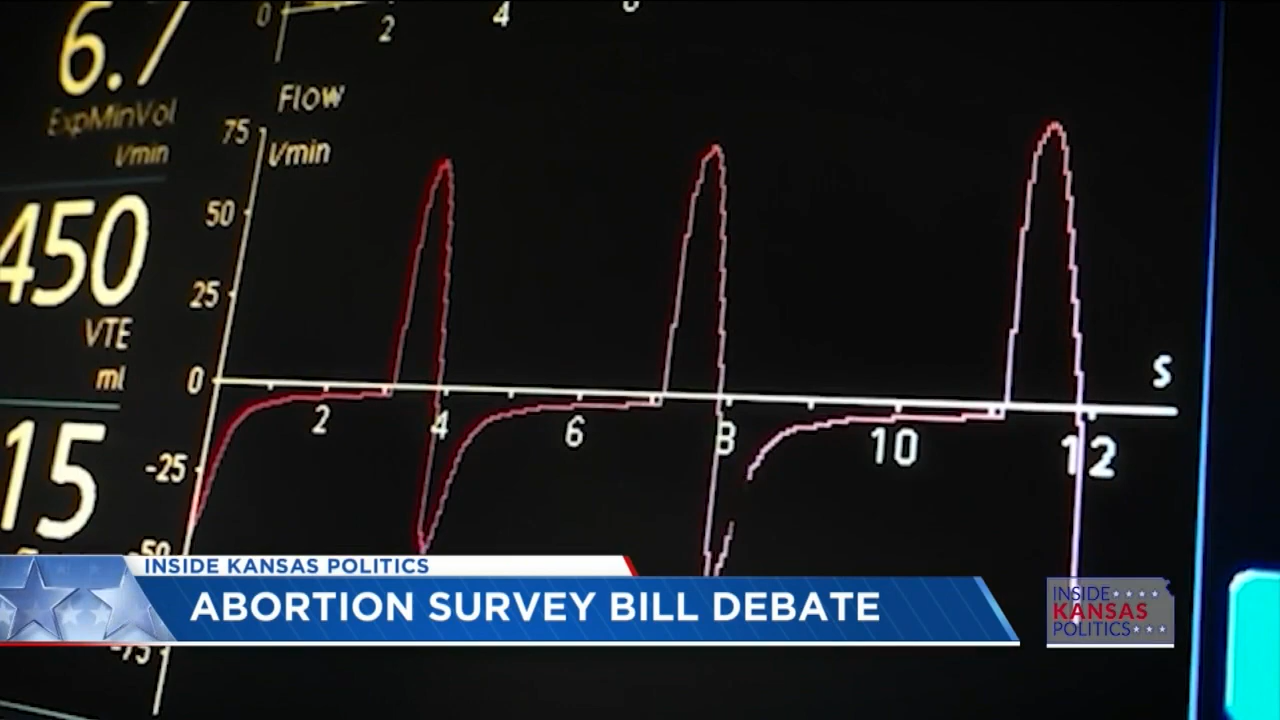 0
2
4
6.7
ExpMinVol
l/min
Flow
l/min
75
50
25
0
-25
-50
-75
450
VTE
ml
15
2
4
6
8
10
12
s
INSIDE KANSAS POLITICS
ABORTION SURVEY BILL DEBATE
INSIDE
KANSAS
POLITICS